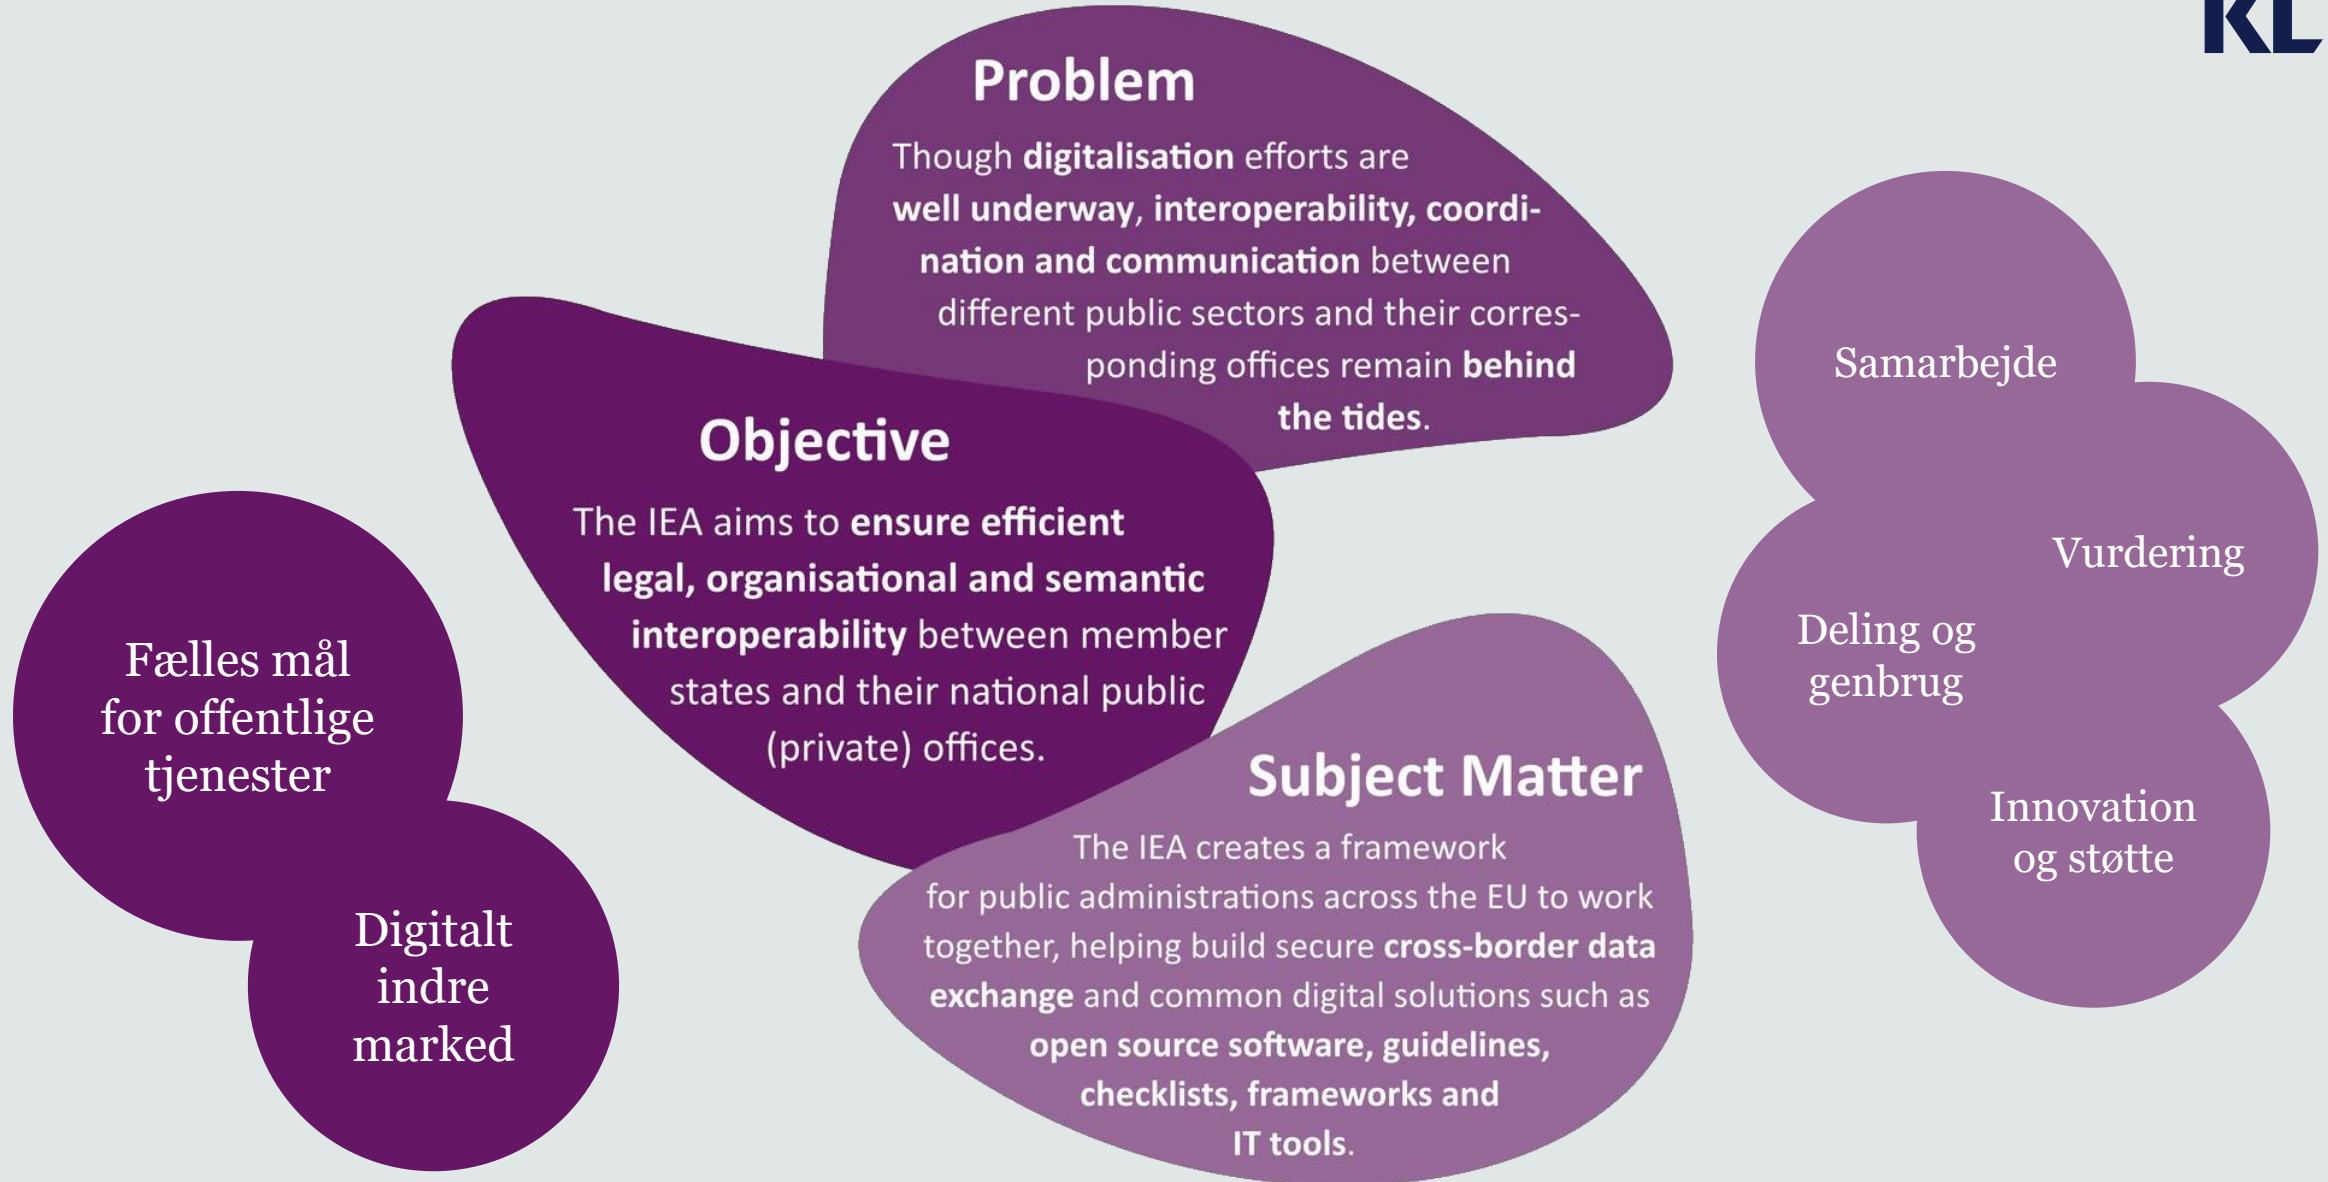 KL
Problem
Though digitalisation efforts are
well underway, interoperability, coordi-
nation and communication between
different public sectors and their corres-
ponding offices remain behind
the tides.
Objective
The IEA aims to ensure efficient
legal, organisational and semantic
interoperability between member
states and their national public
(private) offices.
Subject Matter
The IEA creates a framework
for public administrations across the EU to work
together, helping build secure cross-border data
exchange and common digital solutions such as
open source software, guidelines,
checklists, frameworks and
IT tools.
Fælles mål
for offentlige
tjenester
Digitalt
indre
marked
Samarbejde
Vurdering
Deling og
genbrug
Innovation
og støtte